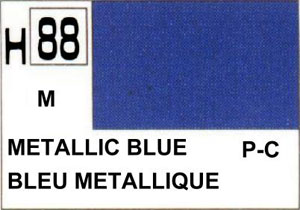 H 88
M
METALLIC BLUE P-C
BLEU METALLIQUE